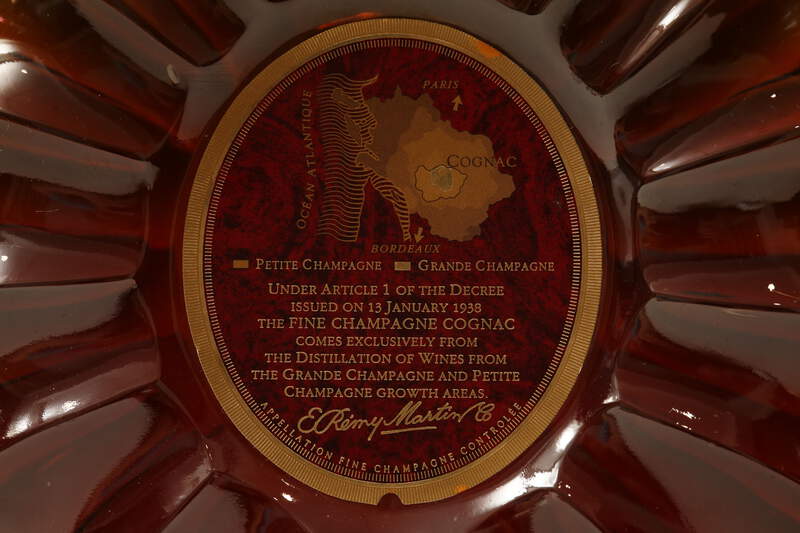 PARIS
OCÉAN ATLANTIQUE
COGNAC
BORDEAUX
PETITE CHAMPAGNE GRANDE CHAMPAGNE
UNDER ARTICLE 1 OF THE DECREE
ISSUED ON 13 JANUARY 1938
THE FINE CHAMPAGNE COGNAC
COMES EXCLUSIVELY FROM
THE DISTILLATION OF WINES FROM
THE GRANDE CHAMPAGNE AND PETITE
CHAMPAGNE GROWTH AREAS.
E. Rémy Martin & C°
APPELLATION FINE CHAMPAGNE CONTRÔLÉE